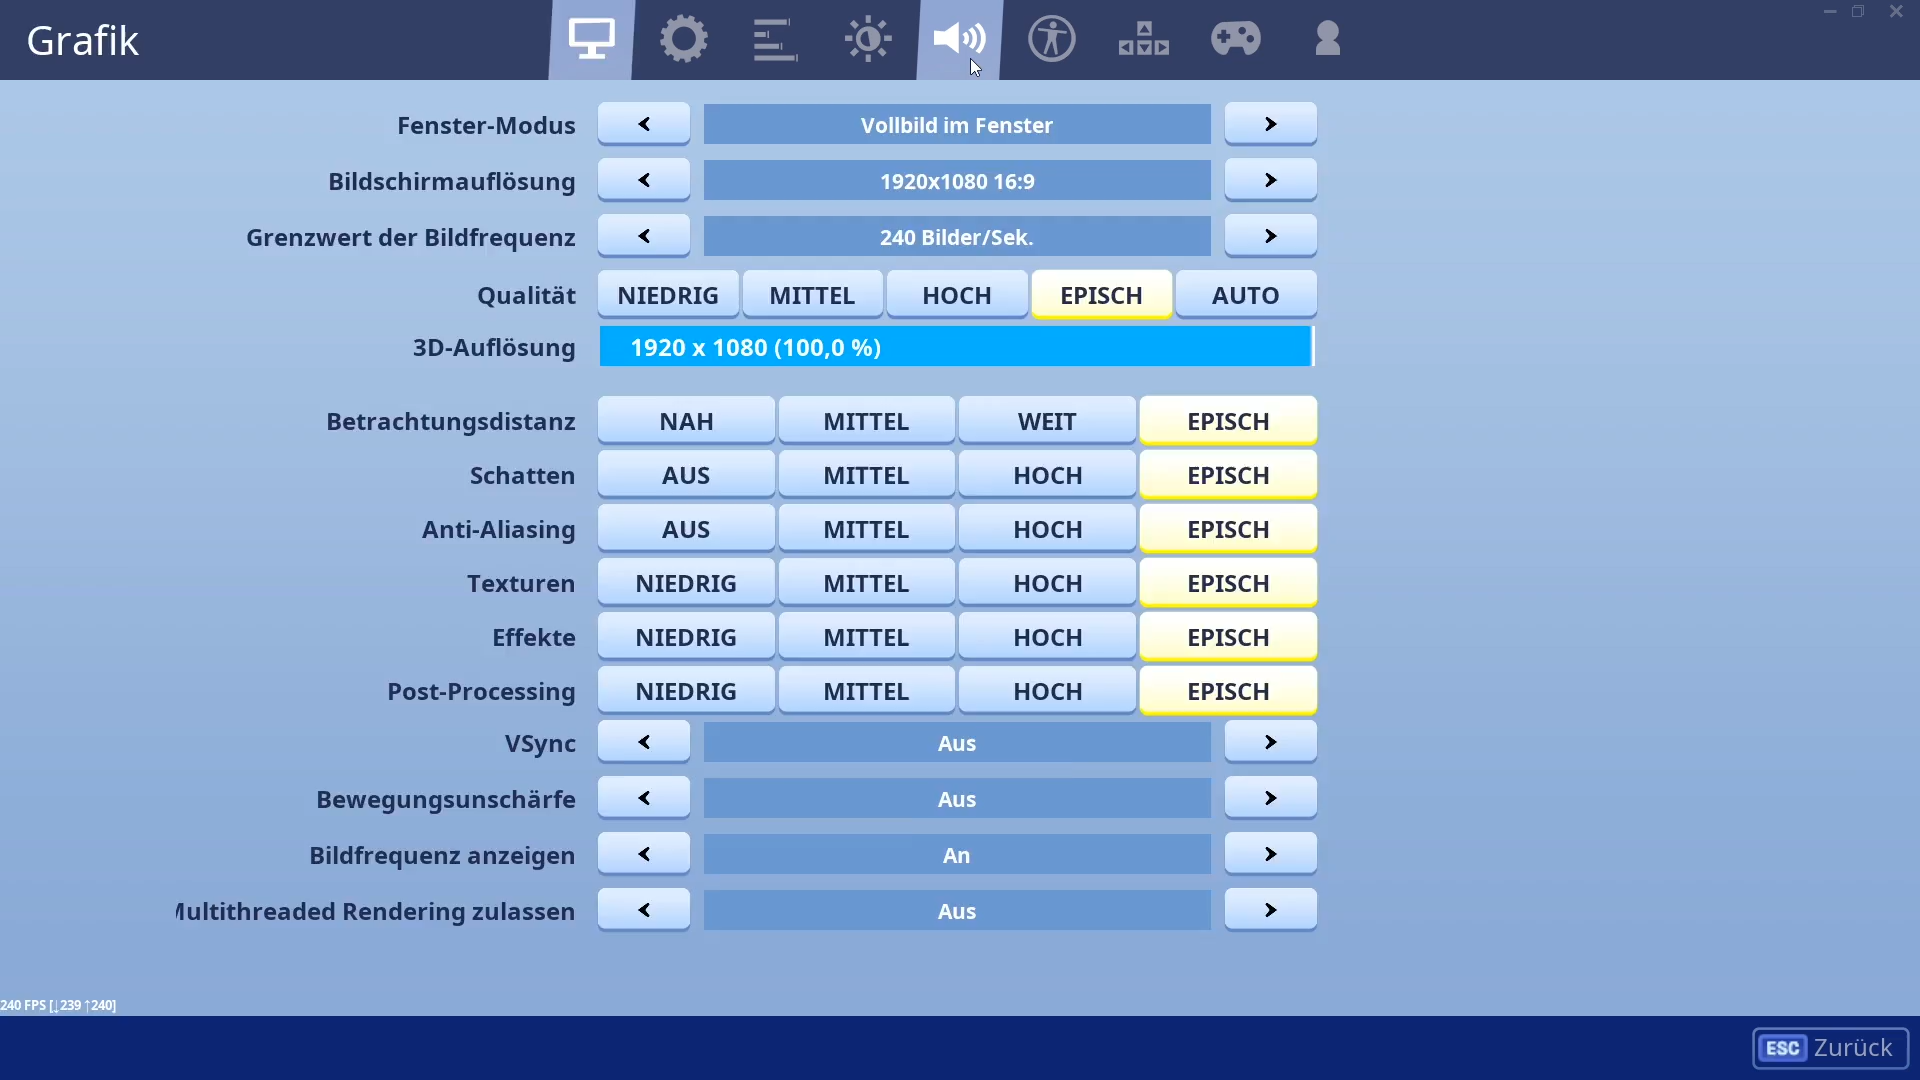 Grafik
Fenster-Modus < Vollbild im Fenster >
Bildschirmauflösung < 1920x1080 16:9 >
Grenzwert der Bildfrequenz < 240 Bilder/Sek. >
Qualität NIEDRIG MITTEL HOCH EPISCH AUTO
3D-Auflösung 1920 x 1080 (100,0 %)
Betrachtungsdistanz NAH MITTEL WEIT EPISCH
Schatten AUS MITTEL HOCH EPISCH
Anti-Aliasing AUS MITTEL HOCH EPISCH
Texturen NIEDRIG MITTEL HOCH EPISCH
Effekte NIEDRIG MITTEL HOCH EPISCH
Post-Processing NIEDRIG MITTEL HOCH EPISCH
VSync < Aus >
Bewegungsunschärfe < Aus >
Bildfrequenz anzeigen < An >
Multithreaded Rendering zulassen < Aus >
240 FPS [↓239 ↑240]
ESC Zurück